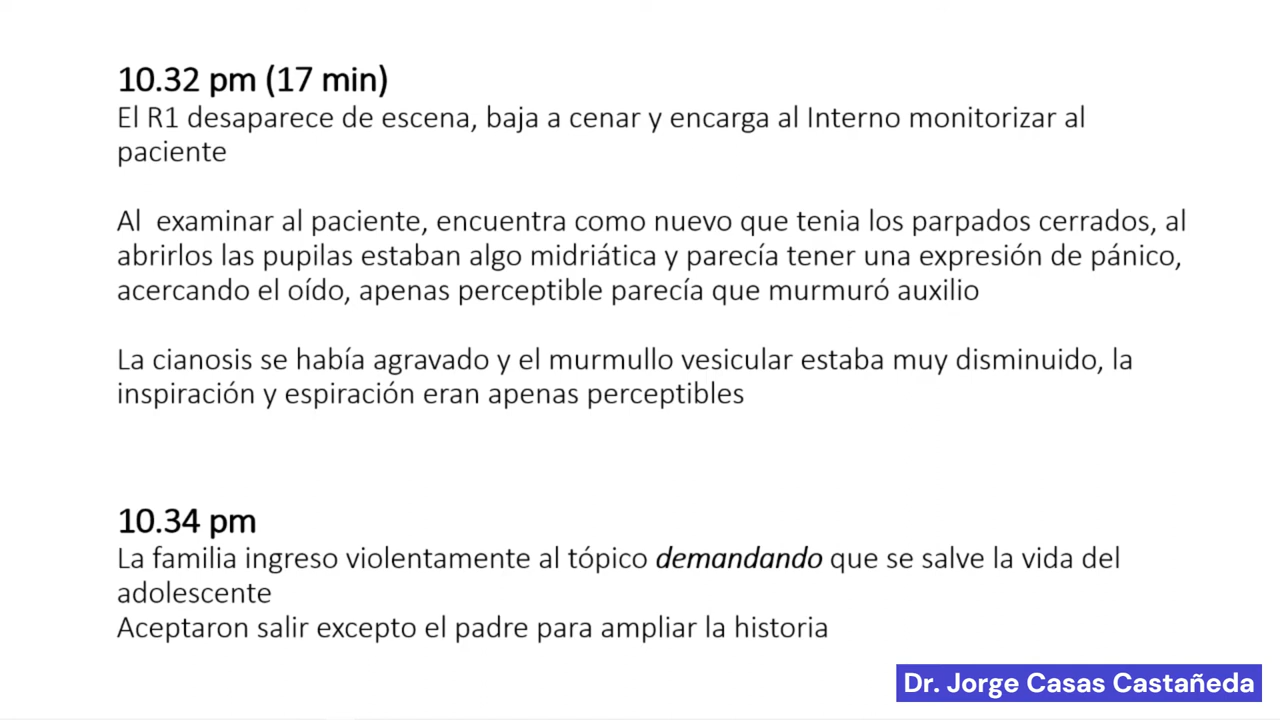 10.32 pm (17 min)
El R1 desaparece de escena, baja a cenar y encarga al Interno monitorizar al
paciente
Al examinar al paciente, encuentra como nuevo que tenia los parpados cerrados, al
abrirlos las pupilas estaban algo midriática y parecía tener una expresión de pánico,
acercando el oído, apenas perceptible parecía que murmuró auxilio
La cianosis se había agravado y el murmullo vesicular estaba muy disminuido, la
inspiración y espiración eran apenas perceptibles
10.34 pm
La familia ingreso violentamente al tópico demandando que se salve la vida del
adolescente
Aceptaron salir excepto el padre para ampliar la historia
Dr. Jorge Casas Castañeda